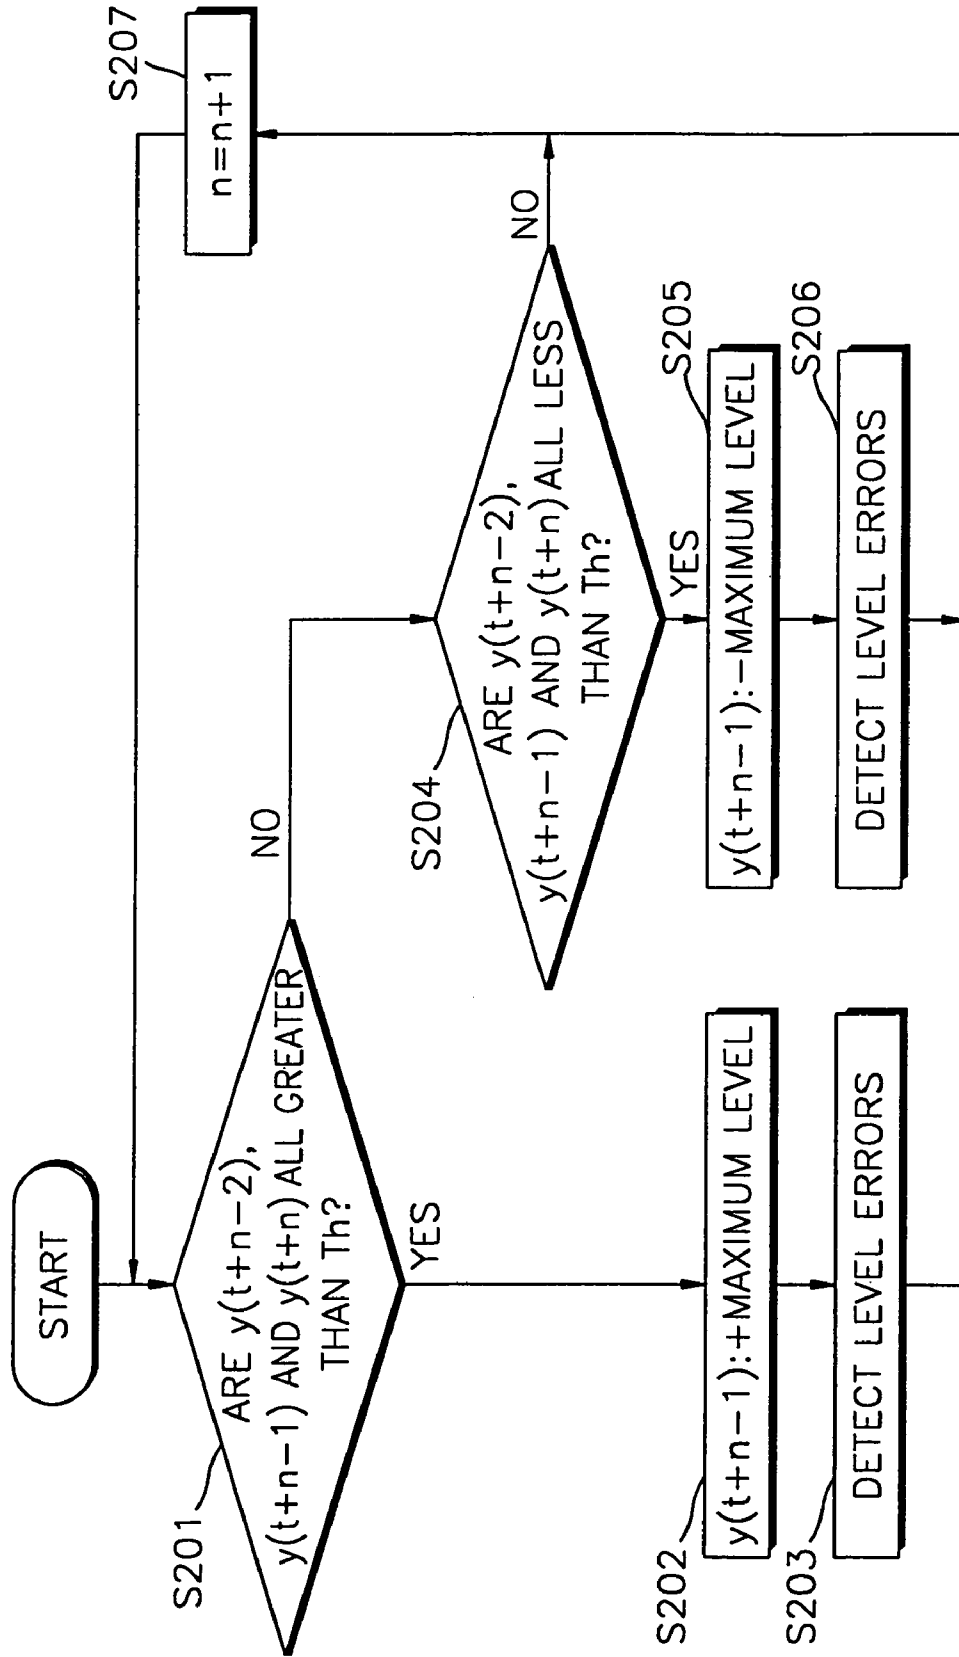 START
S201
ARE y(t+n-2),
y(t+n-1) AND y(t+n) ALL GREATER
THAN Th?
NO
YES
S202
y(t+n-1):+MAXIMUM LEVEL
S203
DETECT LEVEL ERRORS
S204
ARE y(t+n-2),
y(t+n-1) AND y(t+n) ALL LESS
THAN Th?
NO
YES
S205
y(t+n-1):-MAXIMUM LEVEL
S206
DETECT LEVEL ERRORS
S207
n=n+1